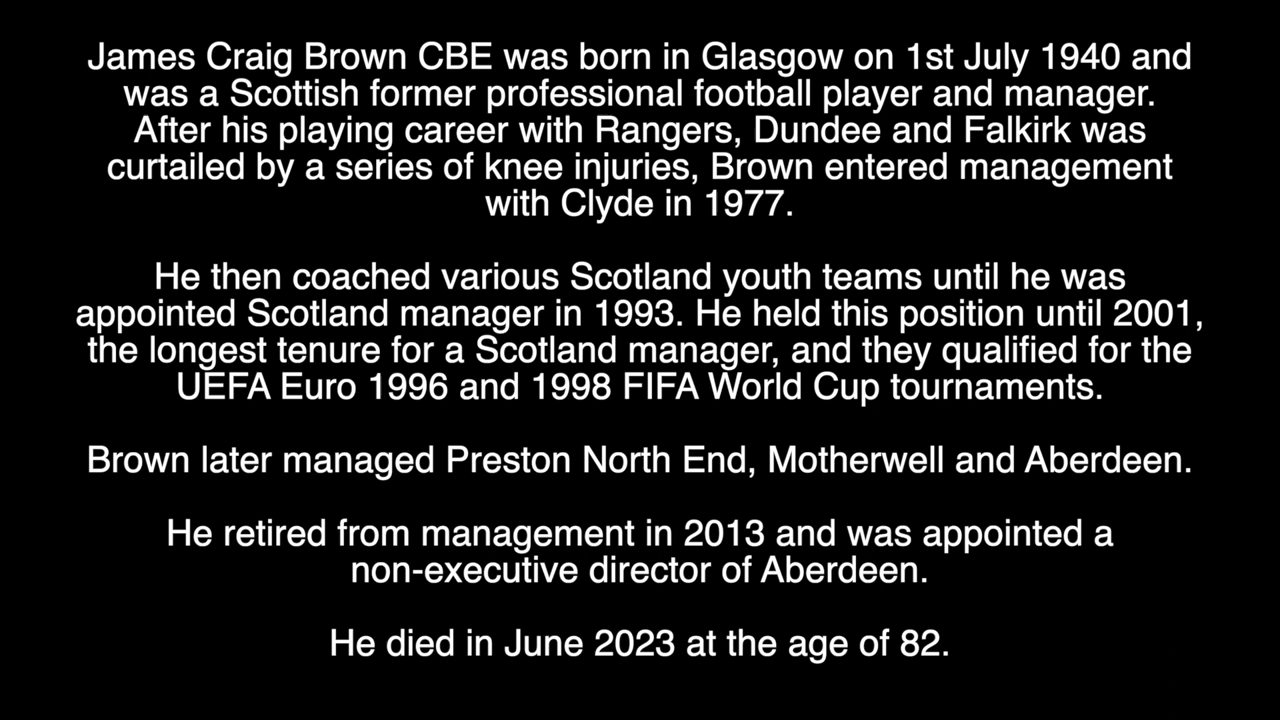 James Craig Brown CBE was born in Glasgow on 1st July 1940 and
was a Scottish former professional football player and manager.
After his playing career with Rangers, Dundee and Falkirk was
curtailed by a series of knee injuries, Brown entered management
with Clyde in 1977.
He then coached various Scotland youth teams until he was
appointed Scotland manager in 1993. He held this position until 2001,
the longest tenure for a Scotland manager, and they qualified for the
UEFA Euro 1996 and 1998 FIFA World Cup tournaments.
Brown later managed Preston North End, Motherwell and Aberdeen.
He retired from management in 2013 and was appointed a
non-executive director of Aberdeen.
He died in June 2023 at the age of 82.